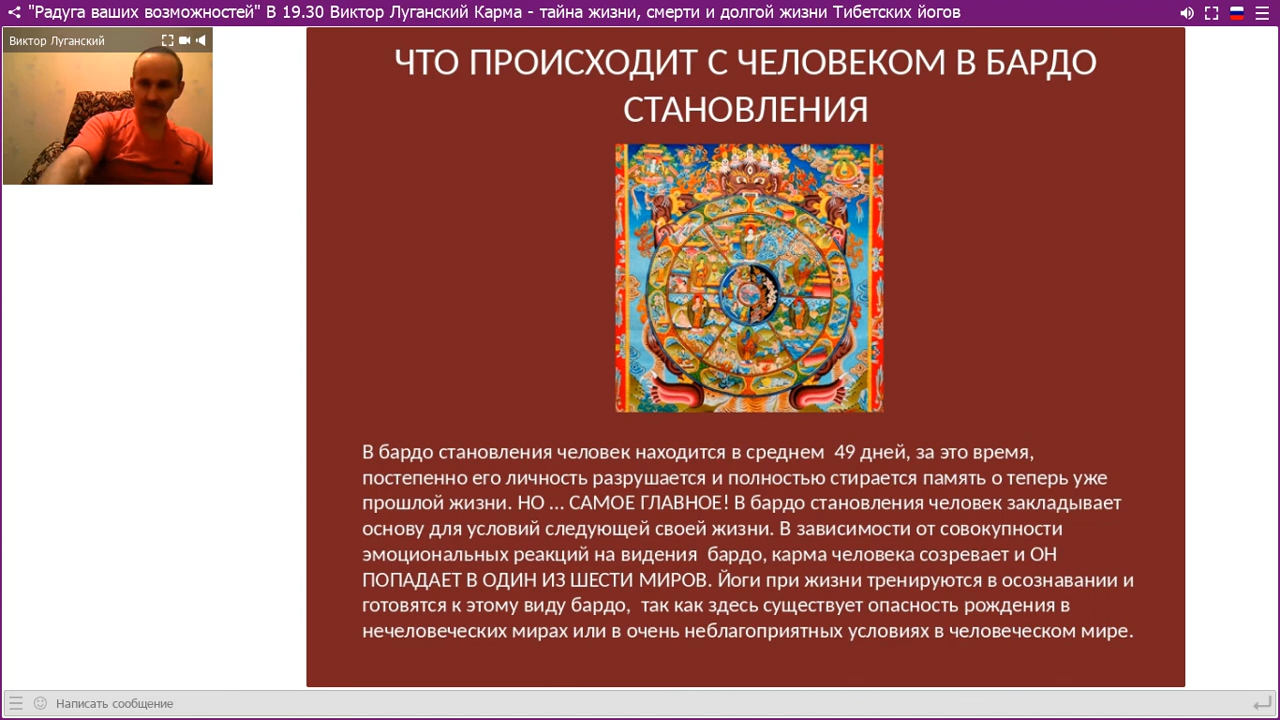 "Радуга ваших возможностей" В 19.30 Виктор Луганский Карма - тайна жизни, смерти и долгой жизни Тибетских йогов
Виктор Луганский
ЧТО ПРОИСХОДИТ С ЧЕЛОВЕКОМ В БАРДО
СТАНОВЛЕНИЯ
В бардо становления человек находится в среднем  49 дней, за это время,
постепенно его личность разрушается и полностью стирается память о теперь уже
прошлой жизни. НО ... САМОЕ ГЛАВНОЕ! В бардо становления человек закладывает
основу для условий следующей своей жизни. В зависимости от совокупности
эмоциональных реакций на видения  бардо, карма человека созревает и ОН
ПОПАДАЕТ В ОДИН ИЗ ШЕСТИ МИРОВ. Йоги при жизни тренируются в осознавании и
готовятся к этому виду бардо,  так как здесь существует опасность рождения в
нечеловеческих мирах или в очень неблагоприятных условиях в человеческом мире.
Написать сообщение